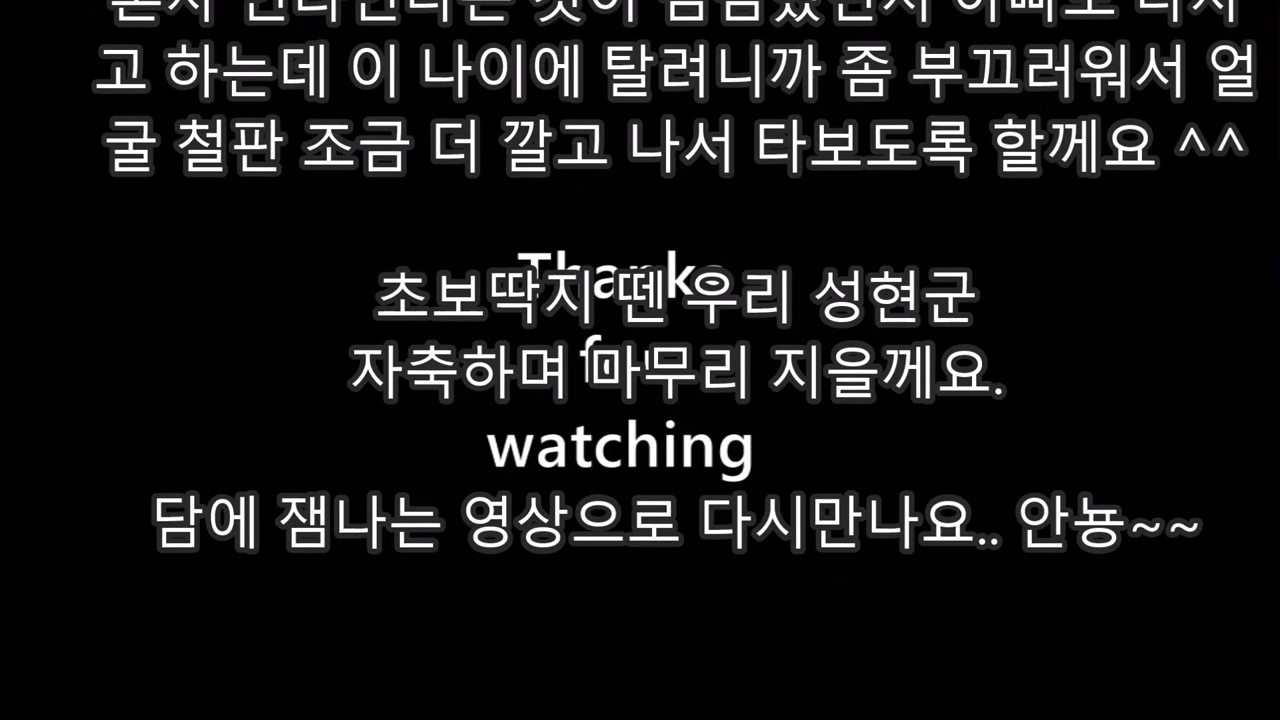 고 하는데 이 나이에 탈려니까 좀 부끄러워서 얼
굴 철판 조금 더 깔고 나서 타보도록 할께요 ^^
Thanks
초보딱지 뗀 우리 성현군
자축하며 마무리 지을께요.
watching
담에 잼나는 영상으로 다시만나요.. 안뇽~~